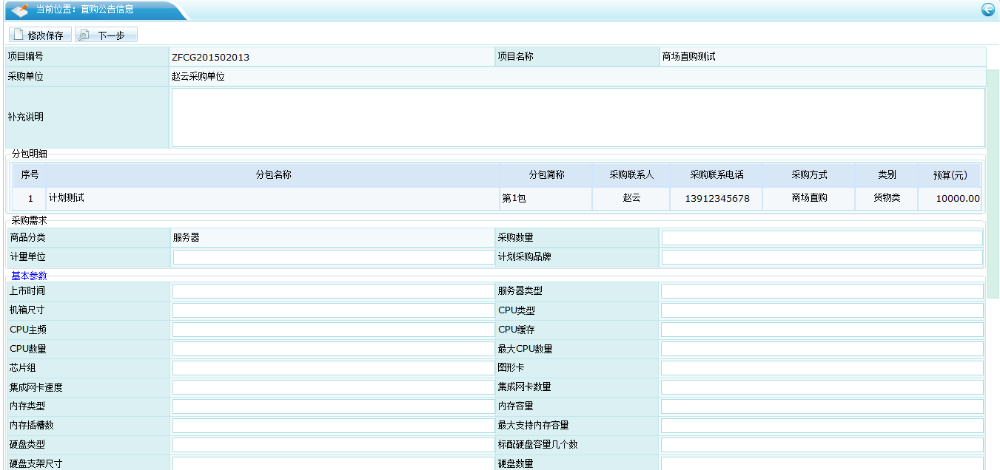 当前位置：直购公告信息
修改保存 下一步
项目编号 ZFCG201502013 项目名称 商场直购测试
采购单位 赵云采购单位
补充说明
分包明细
序号 分包名称 分包简称 采购联系人 采购联系电话 采购方式 类别 预算(元)
1 计划测试 第1包 赵云 13912345678 商场直购 货物类 10000.00
采购需求
商品分类 服务器 采购数量
计量单位 计划采购品牌
基本参数
上市时间 服务器类型
机箱尺寸 CPU类型
CPU主频 CPU缓存
CPU数量 最大CPU数量
芯片组 图形卡
集成网卡速度 集成网卡数量
内存类型 内存容量
内存插槽数 最大支持内存容量
硬盘类型 标配硬盘容量几个数
硬盘支架尺寸 硬盘数量